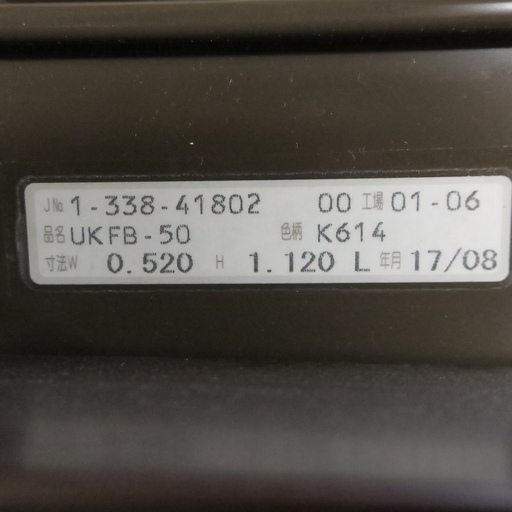 JNo 1-338-41802 00 工場 01-06
品名 UKFB-50 色柄 K614
寸法W 0.520 H 1.120 L 年月 17/08